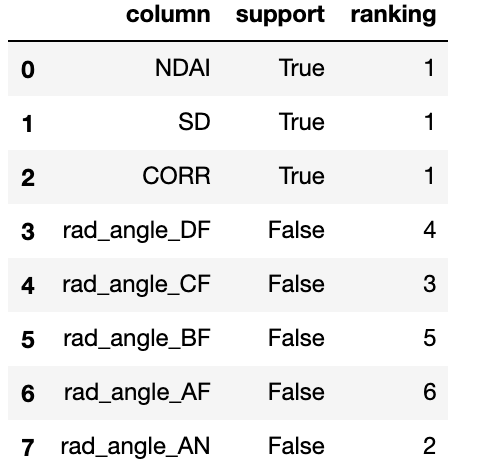 column support ranking
0 NDAI True 1
1 SD True 1
2 CORR True 1
3 rad_angle_DF False 4
4 rad_angle_CF False 3
5 rad_angle_BF False 5
6 rad_angle_AF False 6
7 rad_angle_AN False 2